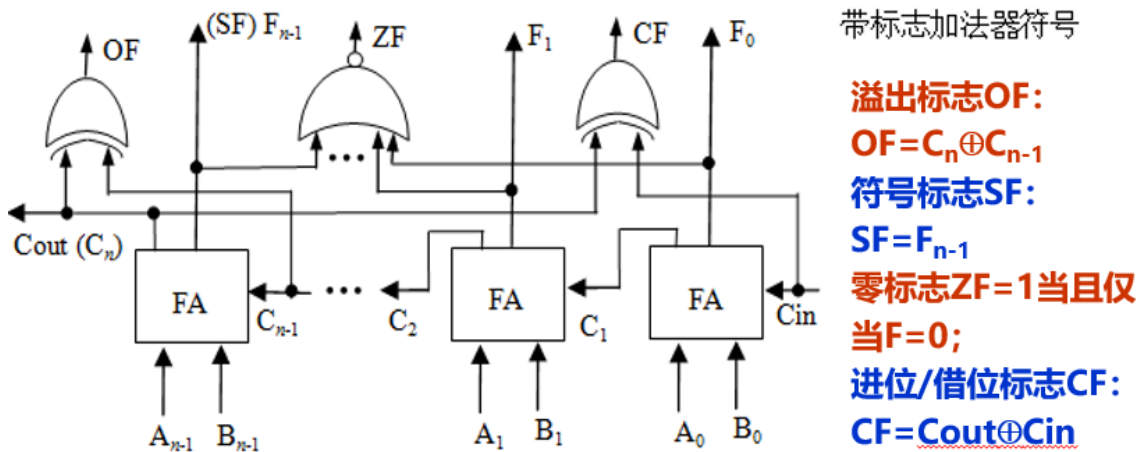 OF
(SF) Fn-1
ZF
F1
CF
F0
Cout (Cn)
FA
Cn-1
•••
C2
FA
C1
FA
Cin
An-1
Bn-1
A1
B1
A0
B0
带标志加法器符号
溢出标志OF：
OF=Cn⊕Cn-1
符号标志SF：
SF=Fn-1
零标志ZF=1当且仅
当F=0；
进位/借位标志CF：
CF=Cout⊕Cin